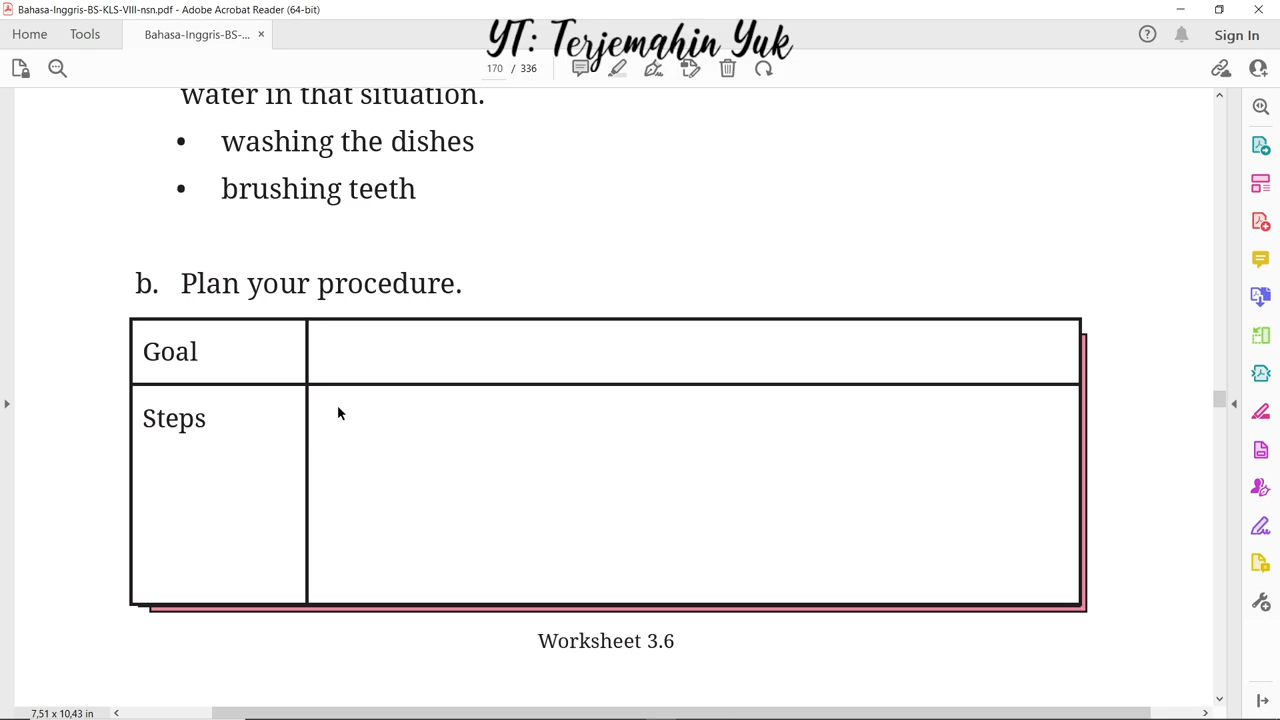 Bahasa-Inggris-BS-KLS-VIII-nsn.pdf - Adobe Acrobat Reader (64-bit)
Home Tools Bahasa-Inggris-BS-... × Sign In
YT: Terjemahin Yuk
170 / 336
water in that situation.
• washing the dishes
• brushing teeth
b. Plan your procedure.
Goal
Steps
Worksheet 3.6
7,51 x 10,43 in